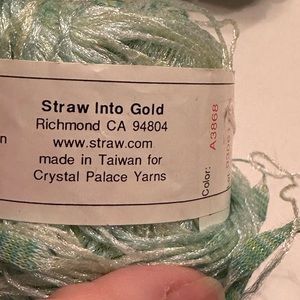 Straw Into Gold
Richmond CA 94804
www.straw.com
made in Taiwan for
Crystal Palace Yarns
Color: A3868